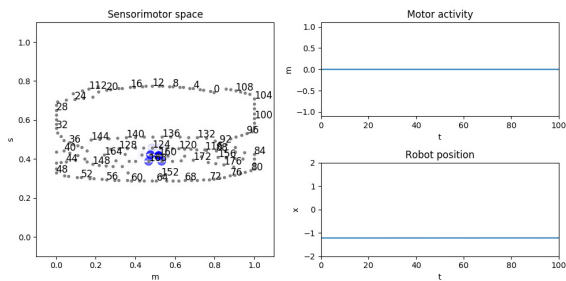 Sensorimotor space
1.0
0.8
0.6
0.4
0.2
0.0
s
0.0 0.2 0.4 0.6 0.8 1.0
m
112 20 16 12 8 4 0 108
24 104
28
100
32 96
36 144 140 136 132 92
40 164 128 124 120 116 84
44 148 160 172 156 176
48 52 56 60 64 152 68 72 76 80
Motor activity
1.0
0.5
0.0
−0.5
−1.0
m
0 20 40 60 80 100
t
Robot position
2
1
0
−1
−2
x
0 20 40 60 80 100
t